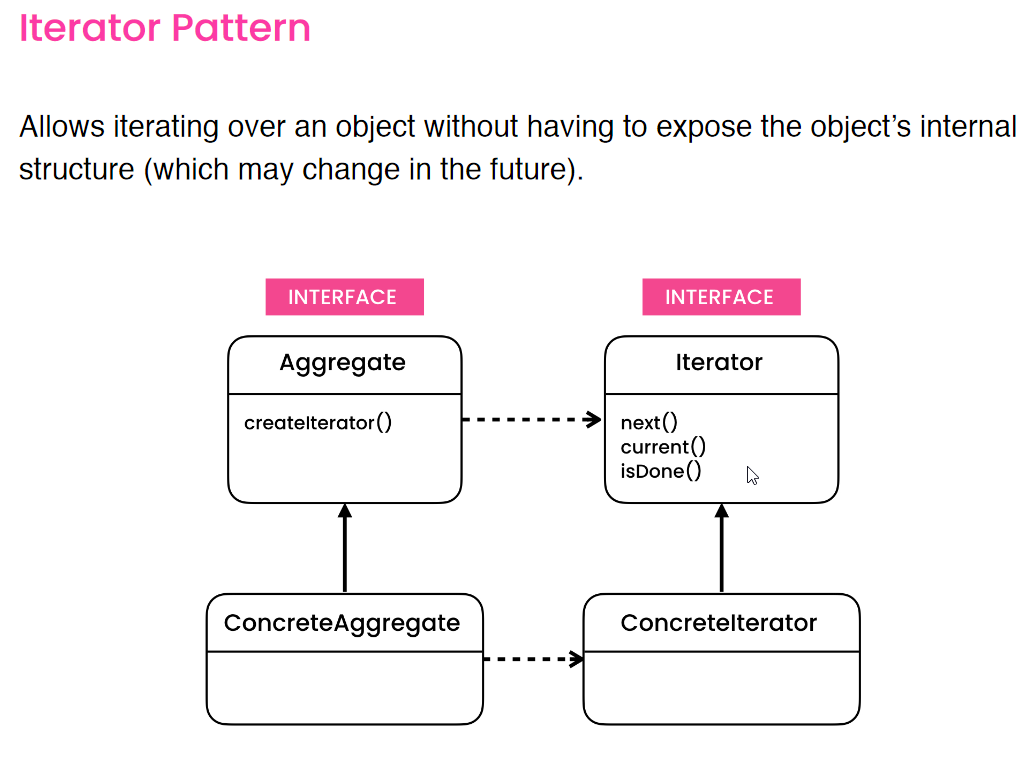 Iterator Pattern
Allows iterating over an object without having to expose the object’s internal
structure (which may change in the future).
INTERFACE
INTERFACE
Aggregate
Iterator
createIterator()
next()
current()
isDone()
ConcreteAggregate
ConcreteIterator